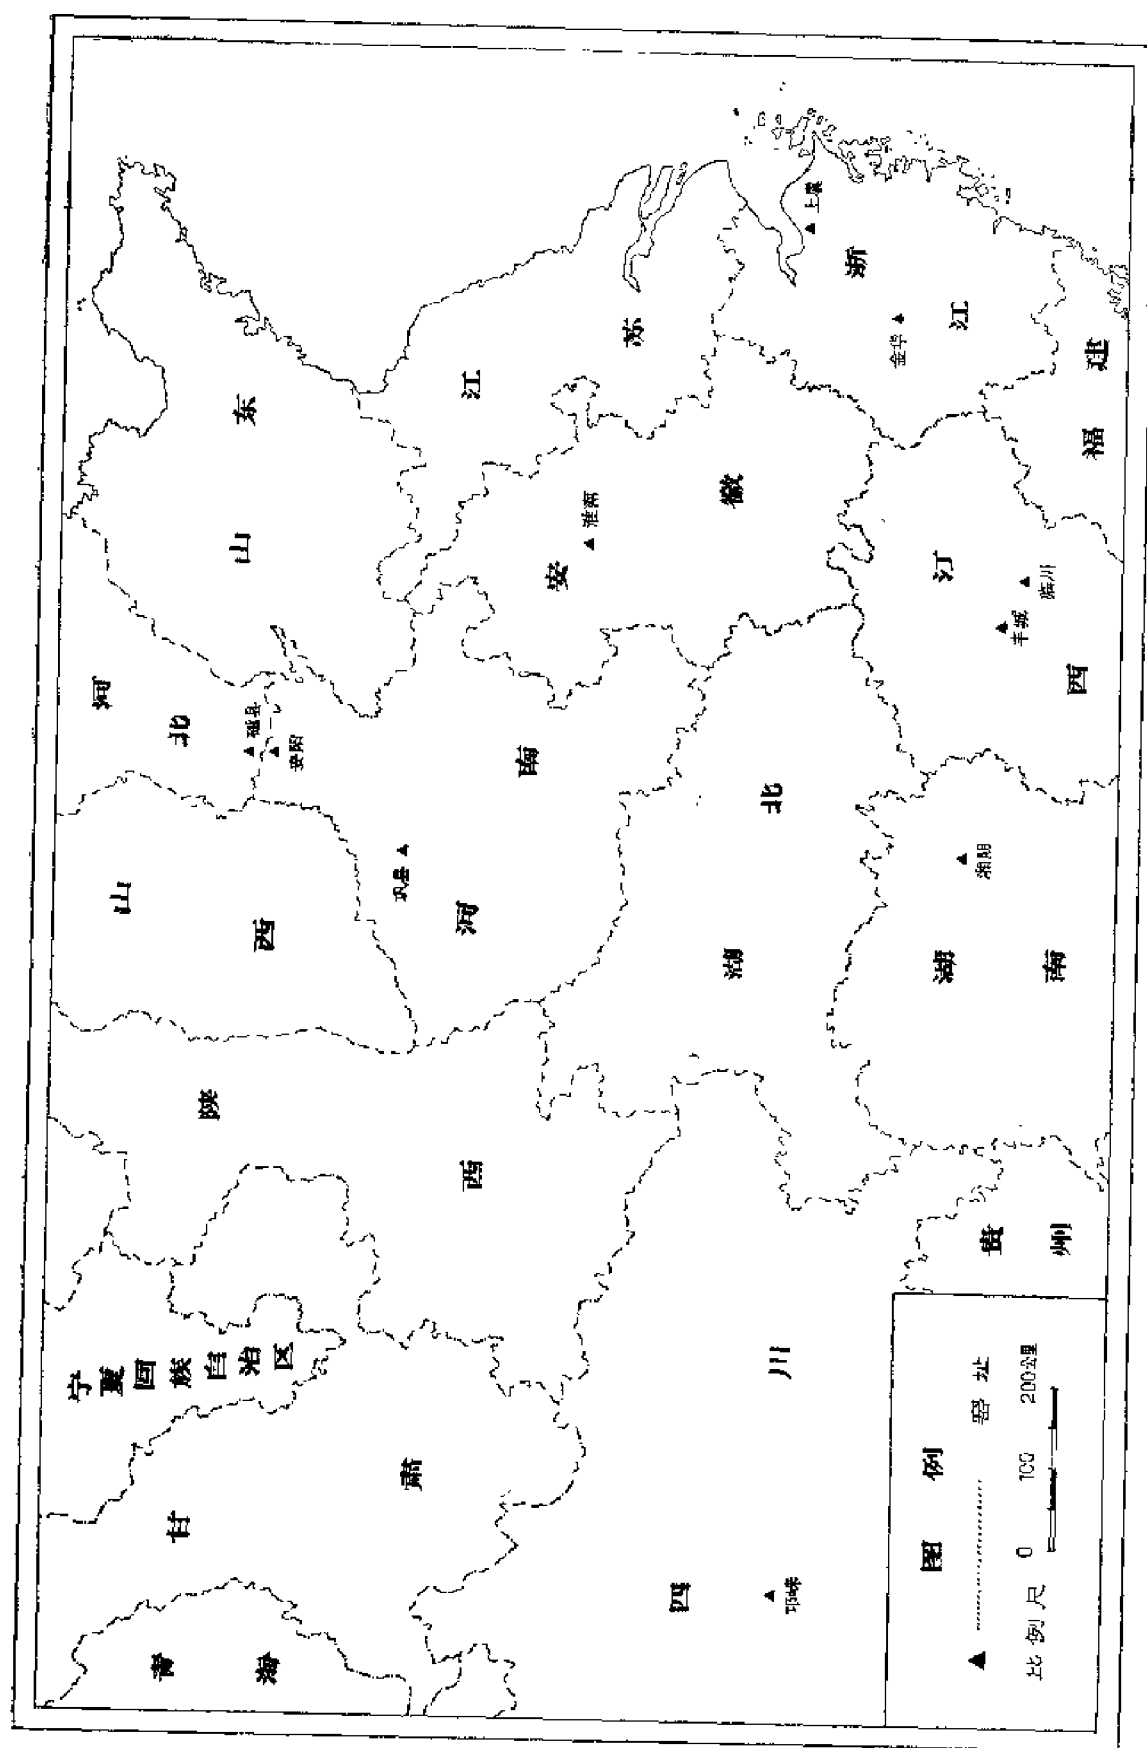 宁夏回族自治区
甘肃
青海
陕西
山西
河北
山东
河南
江苏
安徽
浙江
湖北
湖南
江西
福建
四川
贵州
磁县
安阳
巩县
淮南
上虞
金华
丰城
临川
湘阴
邛崃
图例
▲ 窑址
比例尺 0 100 200公里